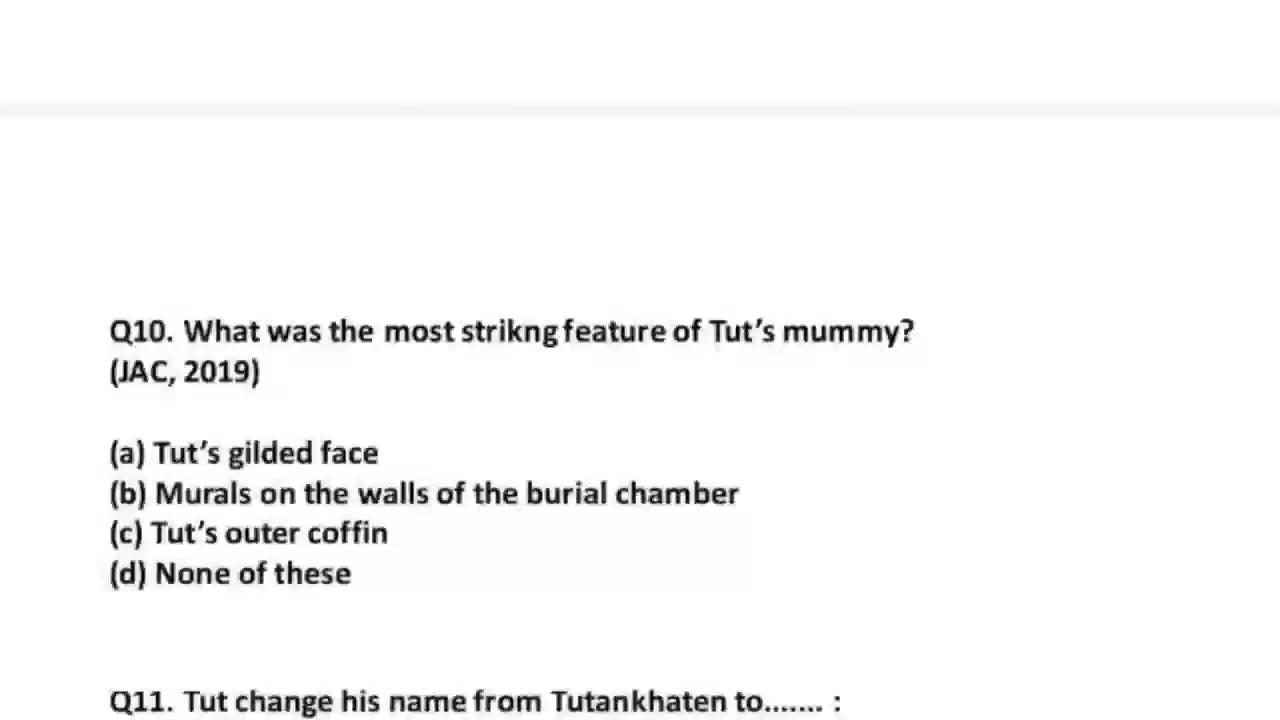 Q10. What was the most strikng feature of Tut’s mummy?
(JAC, 2019)
(a) Tut’s gilded face
(b) Murals on the walls of the burial chamber
(c) Tut’s outer coffin
(d) None of these
Q11. Tut change his name from Tutankhaten to....... :